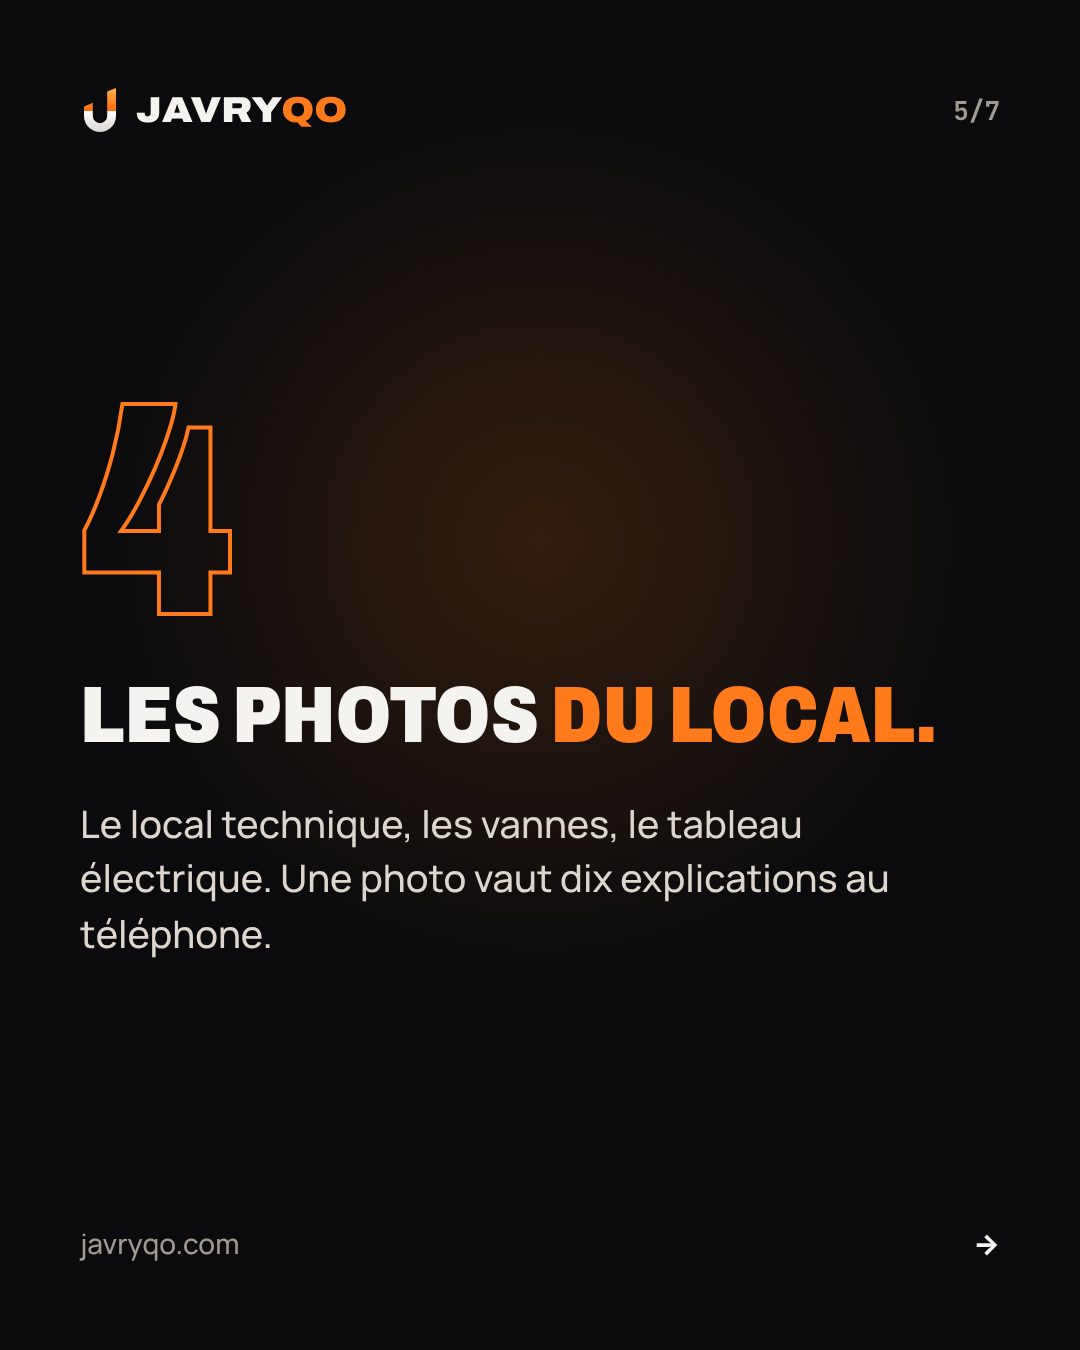 JAVRYQO
5/7
4
LES PHOTOS DU LOCAL.
Le local technique, les vannes, le tableau
électrique. Une photo vaut dix explications au
téléphone.
javryqo.com
→